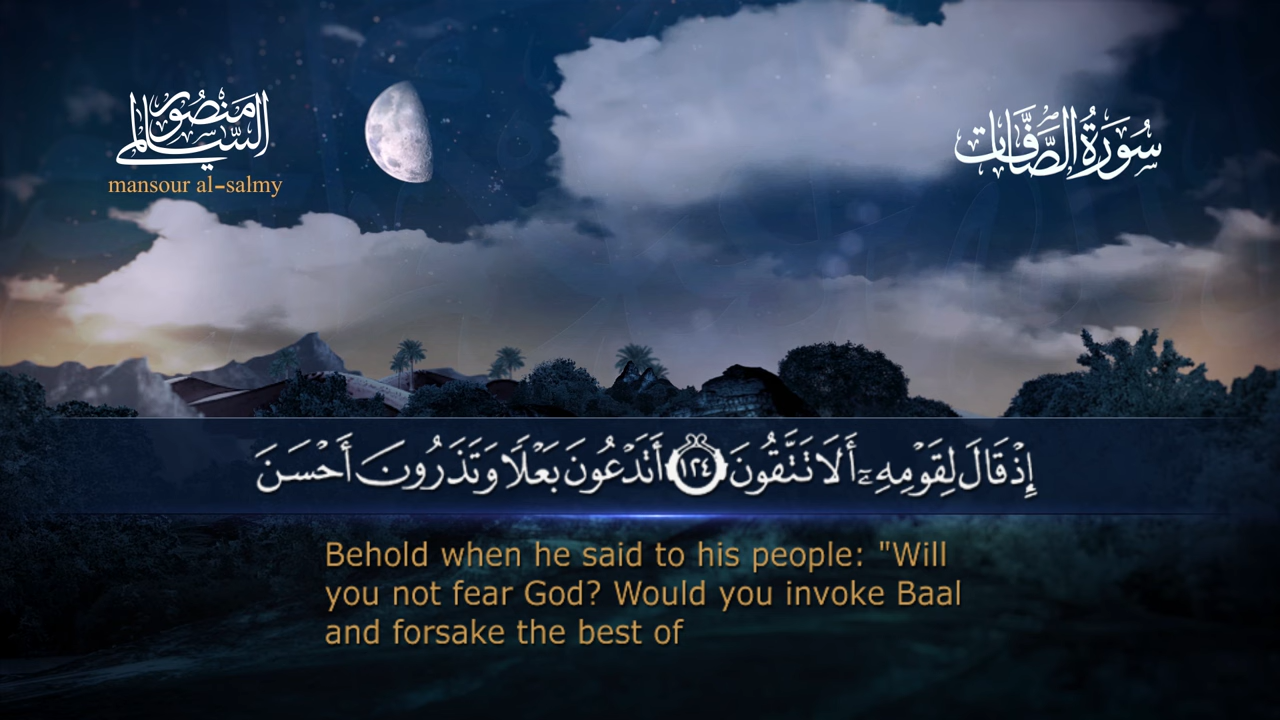 منصور السالمي
mansour al-salmy
سُورَةُ الصَّافَّات
إِذْ قَالَ لِقَوْمِهِۦٓ أَلَا تَتَّقُونَ ١٢٤ أَتَدْعُونَ بَعْلًا وَتَذَرُونَ أَحْسَنَ
Behold when he said to his people: "Will
you not fear God? Would you invoke Baal
and forsake the best of